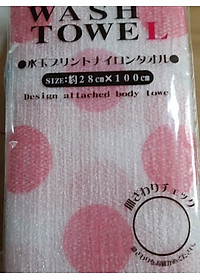 WASH
TOWEL
●水玉プリントナイロンタオル●
SIZE:約28cm×100cm
Design attached body towe
肌ざわりチェック